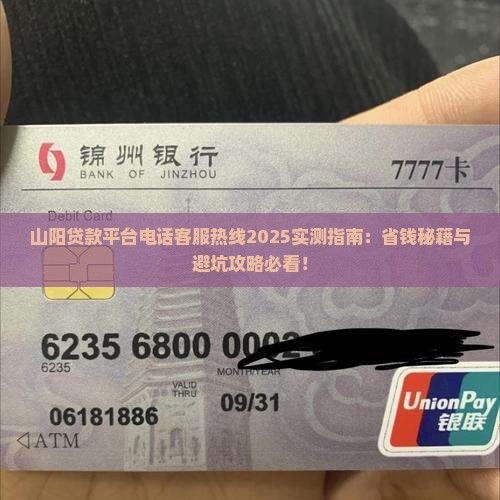 锦州银行
BANK OF JINZHOU
7777卡
Debit Card
山阳贷款平台电话客服热线2025实测指南：省钱秘籍与
避坑攻略必看！
6235 6800 0002
6235
MONTH/YEAR
VALID
THRU
09/31
06181886
ATM
UnionPay
银联